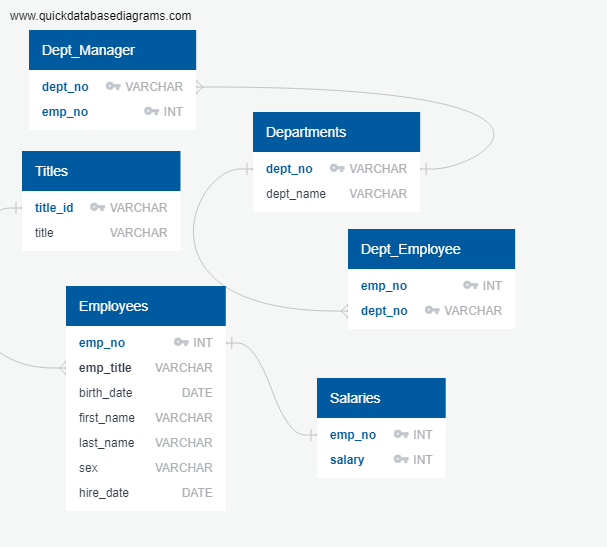 www.quickdatabasediagrams.com
Dept_Manager
dept_no VARCHAR
emp_no INT
Departments
dept_no VARCHAR
dept_name VARCHAR
Titles
title_id VARCHAR
title VARCHAR
Dept_Employee
emp_no INT
dept_no VARCHAR
Employees
emp_no INT
emp_title VARCHAR
birth_date DATE
first_name VARCHAR
last_name VARCHAR
sex VARCHAR
hire_date DATE
Salaries
emp_no INT
salary INT